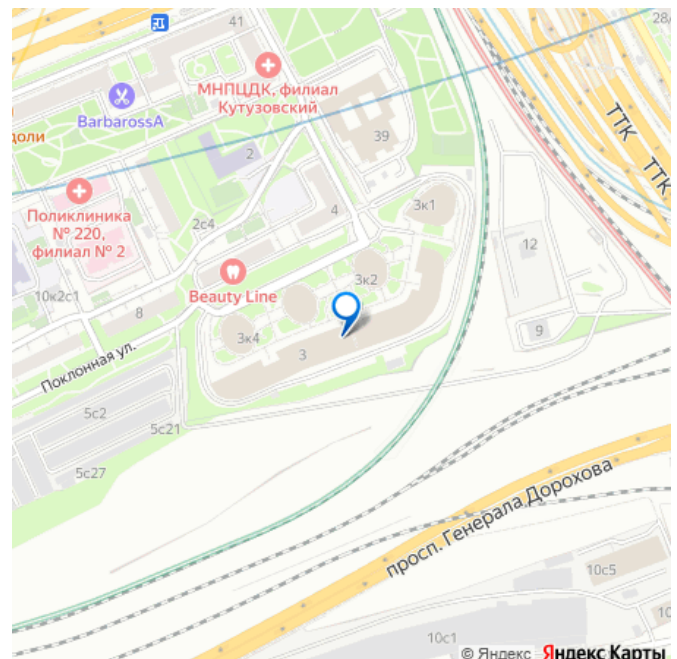 41
28/
МНПЦДК, филиал
Кутузовский
BarbarossA
доли
ТТК
ТТК
39
2
Поликлиника
№ 220,
филиал № 2
2с4
4
3к1
12
Beauty Line
3к2
10к2с1
8
9
3к4
3
Поклонная ул.
5с2
5с21
5с27
просп. Генерала Дорохова
10с5
10
10с1
© Яндекс Яндекс Карты